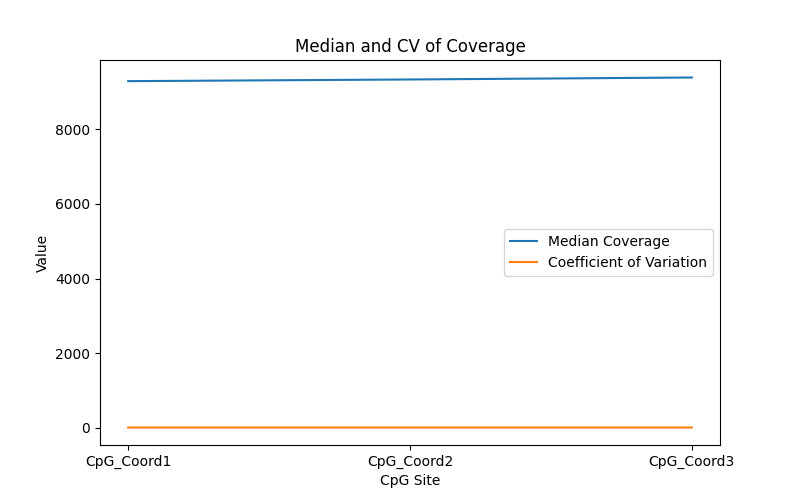 Median and CV of Coverage
8000
6000
4000
2000
0
Value
Median Coverage
Coefficient of Variation
CpG_Coord1
CpG_Coord2
CpG_Coord3
CpG Site